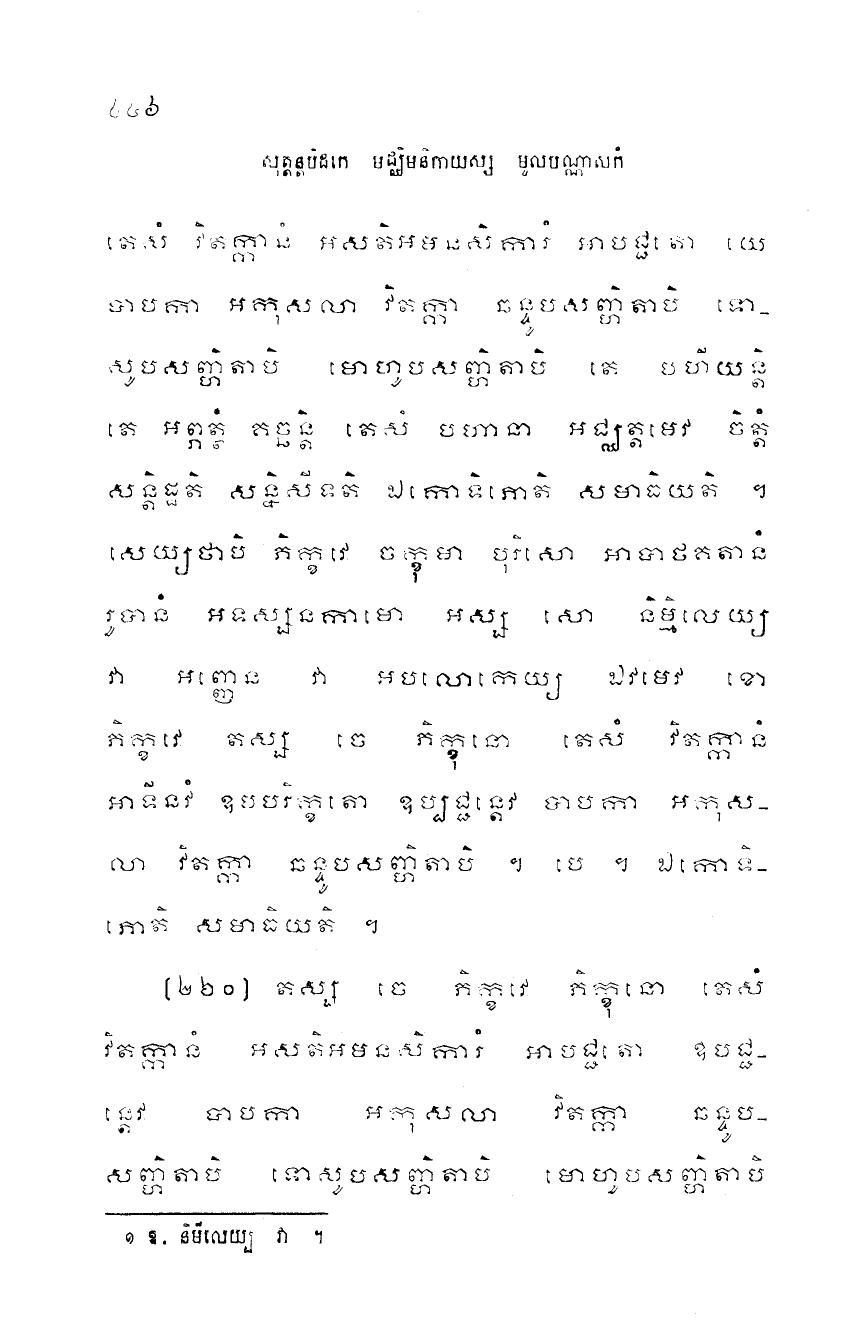 ៤៤៦
សុត្តន្តបិដកេ មជ្ឈិមនិកាយស្ស មូលបណ្ណាសកំ
តេសំ វិតក្កានំ អសតិអមនសិការំ អាបជ្ជតោ យេ
បាបកា អកុសលា វិតក្កា ឆន្ទូបសញ្ហិតាបិ ទោ-
សូបសញ្ហិតាបិ មោហូបសញ្ហិតាបិ តេ បហីយន្តិ
តេ អព្ភត្ថំ គច្ឆន្តិ តេសំ បហានា អជ្ឈត្តមេវ ចិត្តំ
សន្តិដ្ឋតិ សន្និសីទតិ ឯកោទិភោតិ សមាធិយតិ ។
សេយ្យថាបិ ភិក្ខវេ ចក្ខុមា បុរិសោ អាបាថគតានំ
រូបានំ អទស្សនកាមោ អស្ស សោ និម្មិលេយ្យ
វា អញ្ញេន វា អបលោកេយ្យ ឯវមេវ ខោ
ភិក្ខវេ តស្ស ចេ ភិក្ខុនោ តេសំ វិតក្កានំ
អាទីនវំ ឧបបរិក្ខតោ ឧប្បជ្ជន្តេវ បាបកា អកុស-
លា វិតក្កា ឆន្ទូបសញ្ហិតាបិ ។ បេ ។ ឯកោទិ-
ភោតិ សមាធិយតិ ។
(២២០) តស្ស ចេ ភិក្ខវេ ភិក្ខុនោ តេសំ
វិតក្កានំ អសតិអមនសិការំ អាបជ្ជតោ ឧបជ្ជ-
ន្តេវ បាបកា អកុសលា វិតក្កា ឆន្ទូប-
សញ្ហិតាបិ ទោសូបសញ្ហិតាបិ មោហូបសញ្ហិតាបិ
១ ឱ. និមីលេយ្យ វា ។